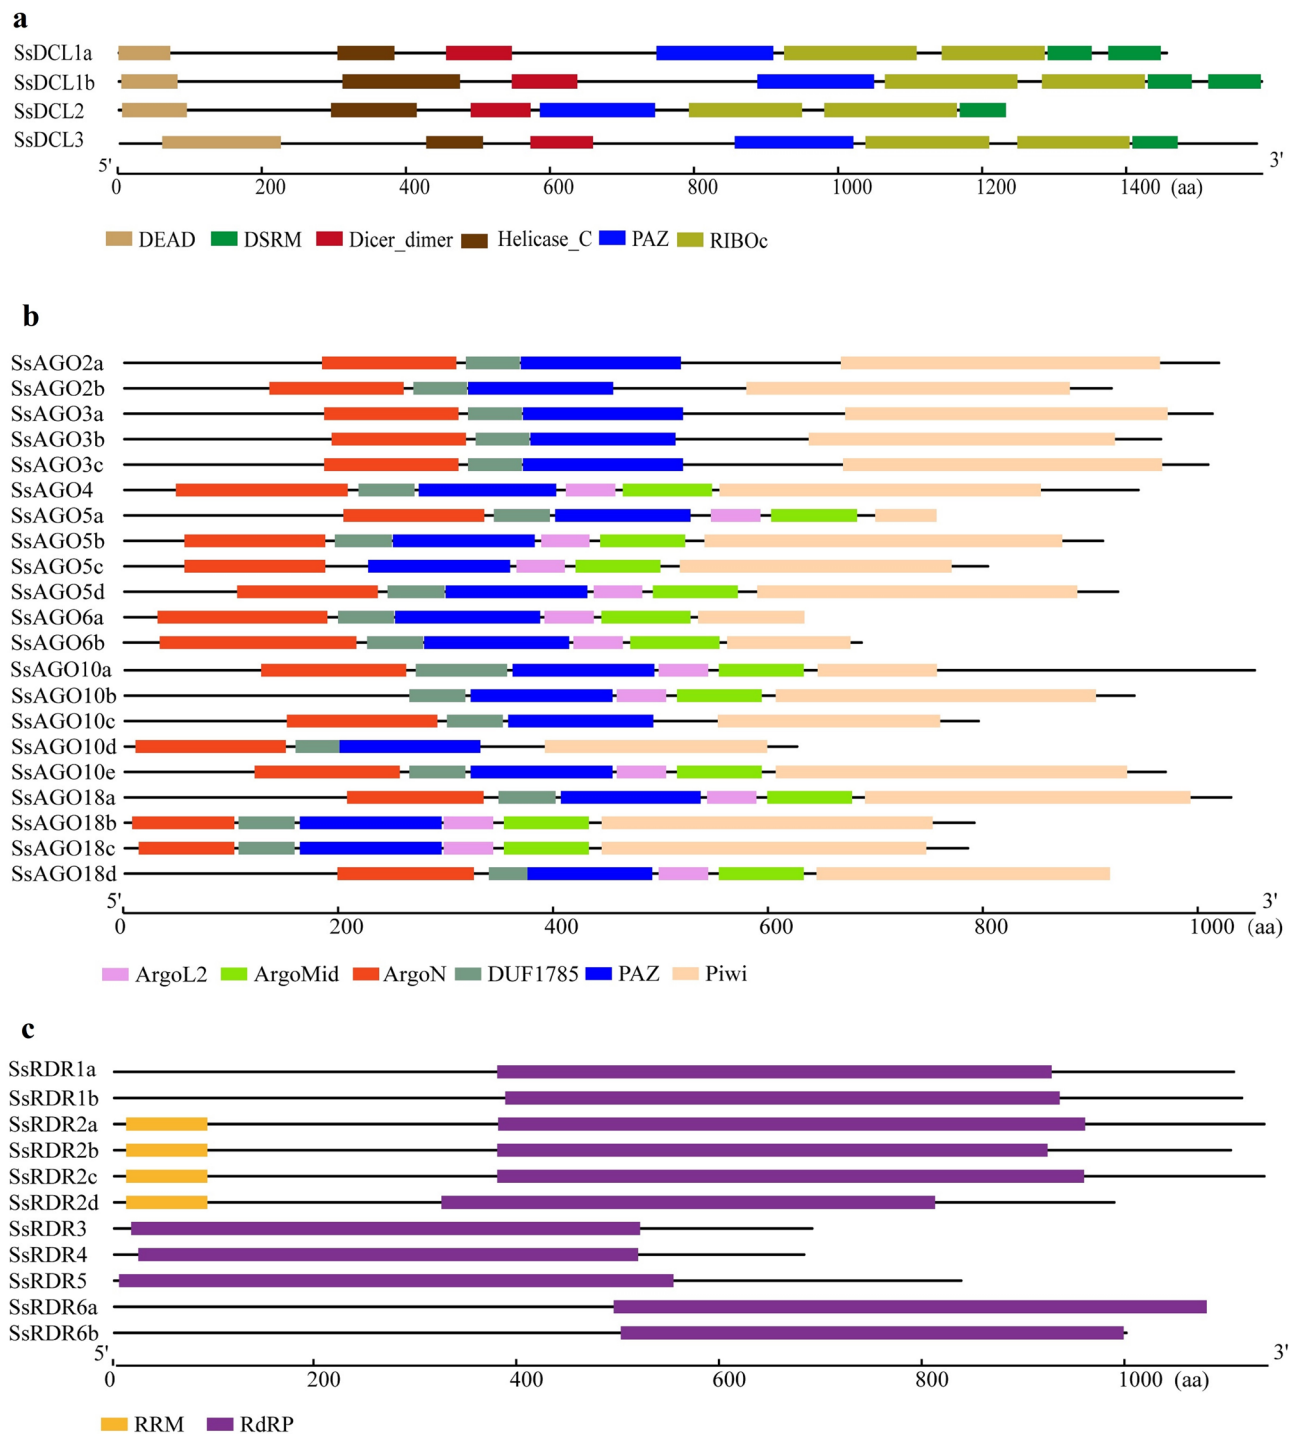 a
SsDCL1a
SsDCL1b
SsDCL2
SsDCL3
5' 3'
0 200 400 600 800 1000 1200 1400 (aa)
DEAD DSRM Dicer_dimer Helicase_C PAZ RIBOc
b
SsAGO2a
SsAGO2b
SsAGO3a
SsAGO3b
SsAGO3c
SsAGO4
SsAGO5a
SsAGO5b
SsAGO5c
SsAGO5d
SsAGO6a
SsAGO6b
SsAGO10a
SsAGO10b
SsAGO10c
SsAGO10d
SsAGO10e
SsAGO18a
SsAGO18b
SsAGO18c
SsAGO18d
5' 3'
0 200 400 600 800 1000 (aa)
ArgoL2 ArgoMid ArgoN DUF1785 PAZ Piwi
c
SsRDR1a
SsRDR1b
SsRDR2a
SsRDR2b
SsRDR2c
SsRDR2d
SsRDR3
SsRDR4
SsRDR5
SsRDR6a
SsRDR6b
5' 3'
0 200 400 600 800 1000 (aa)
RRM RdRP